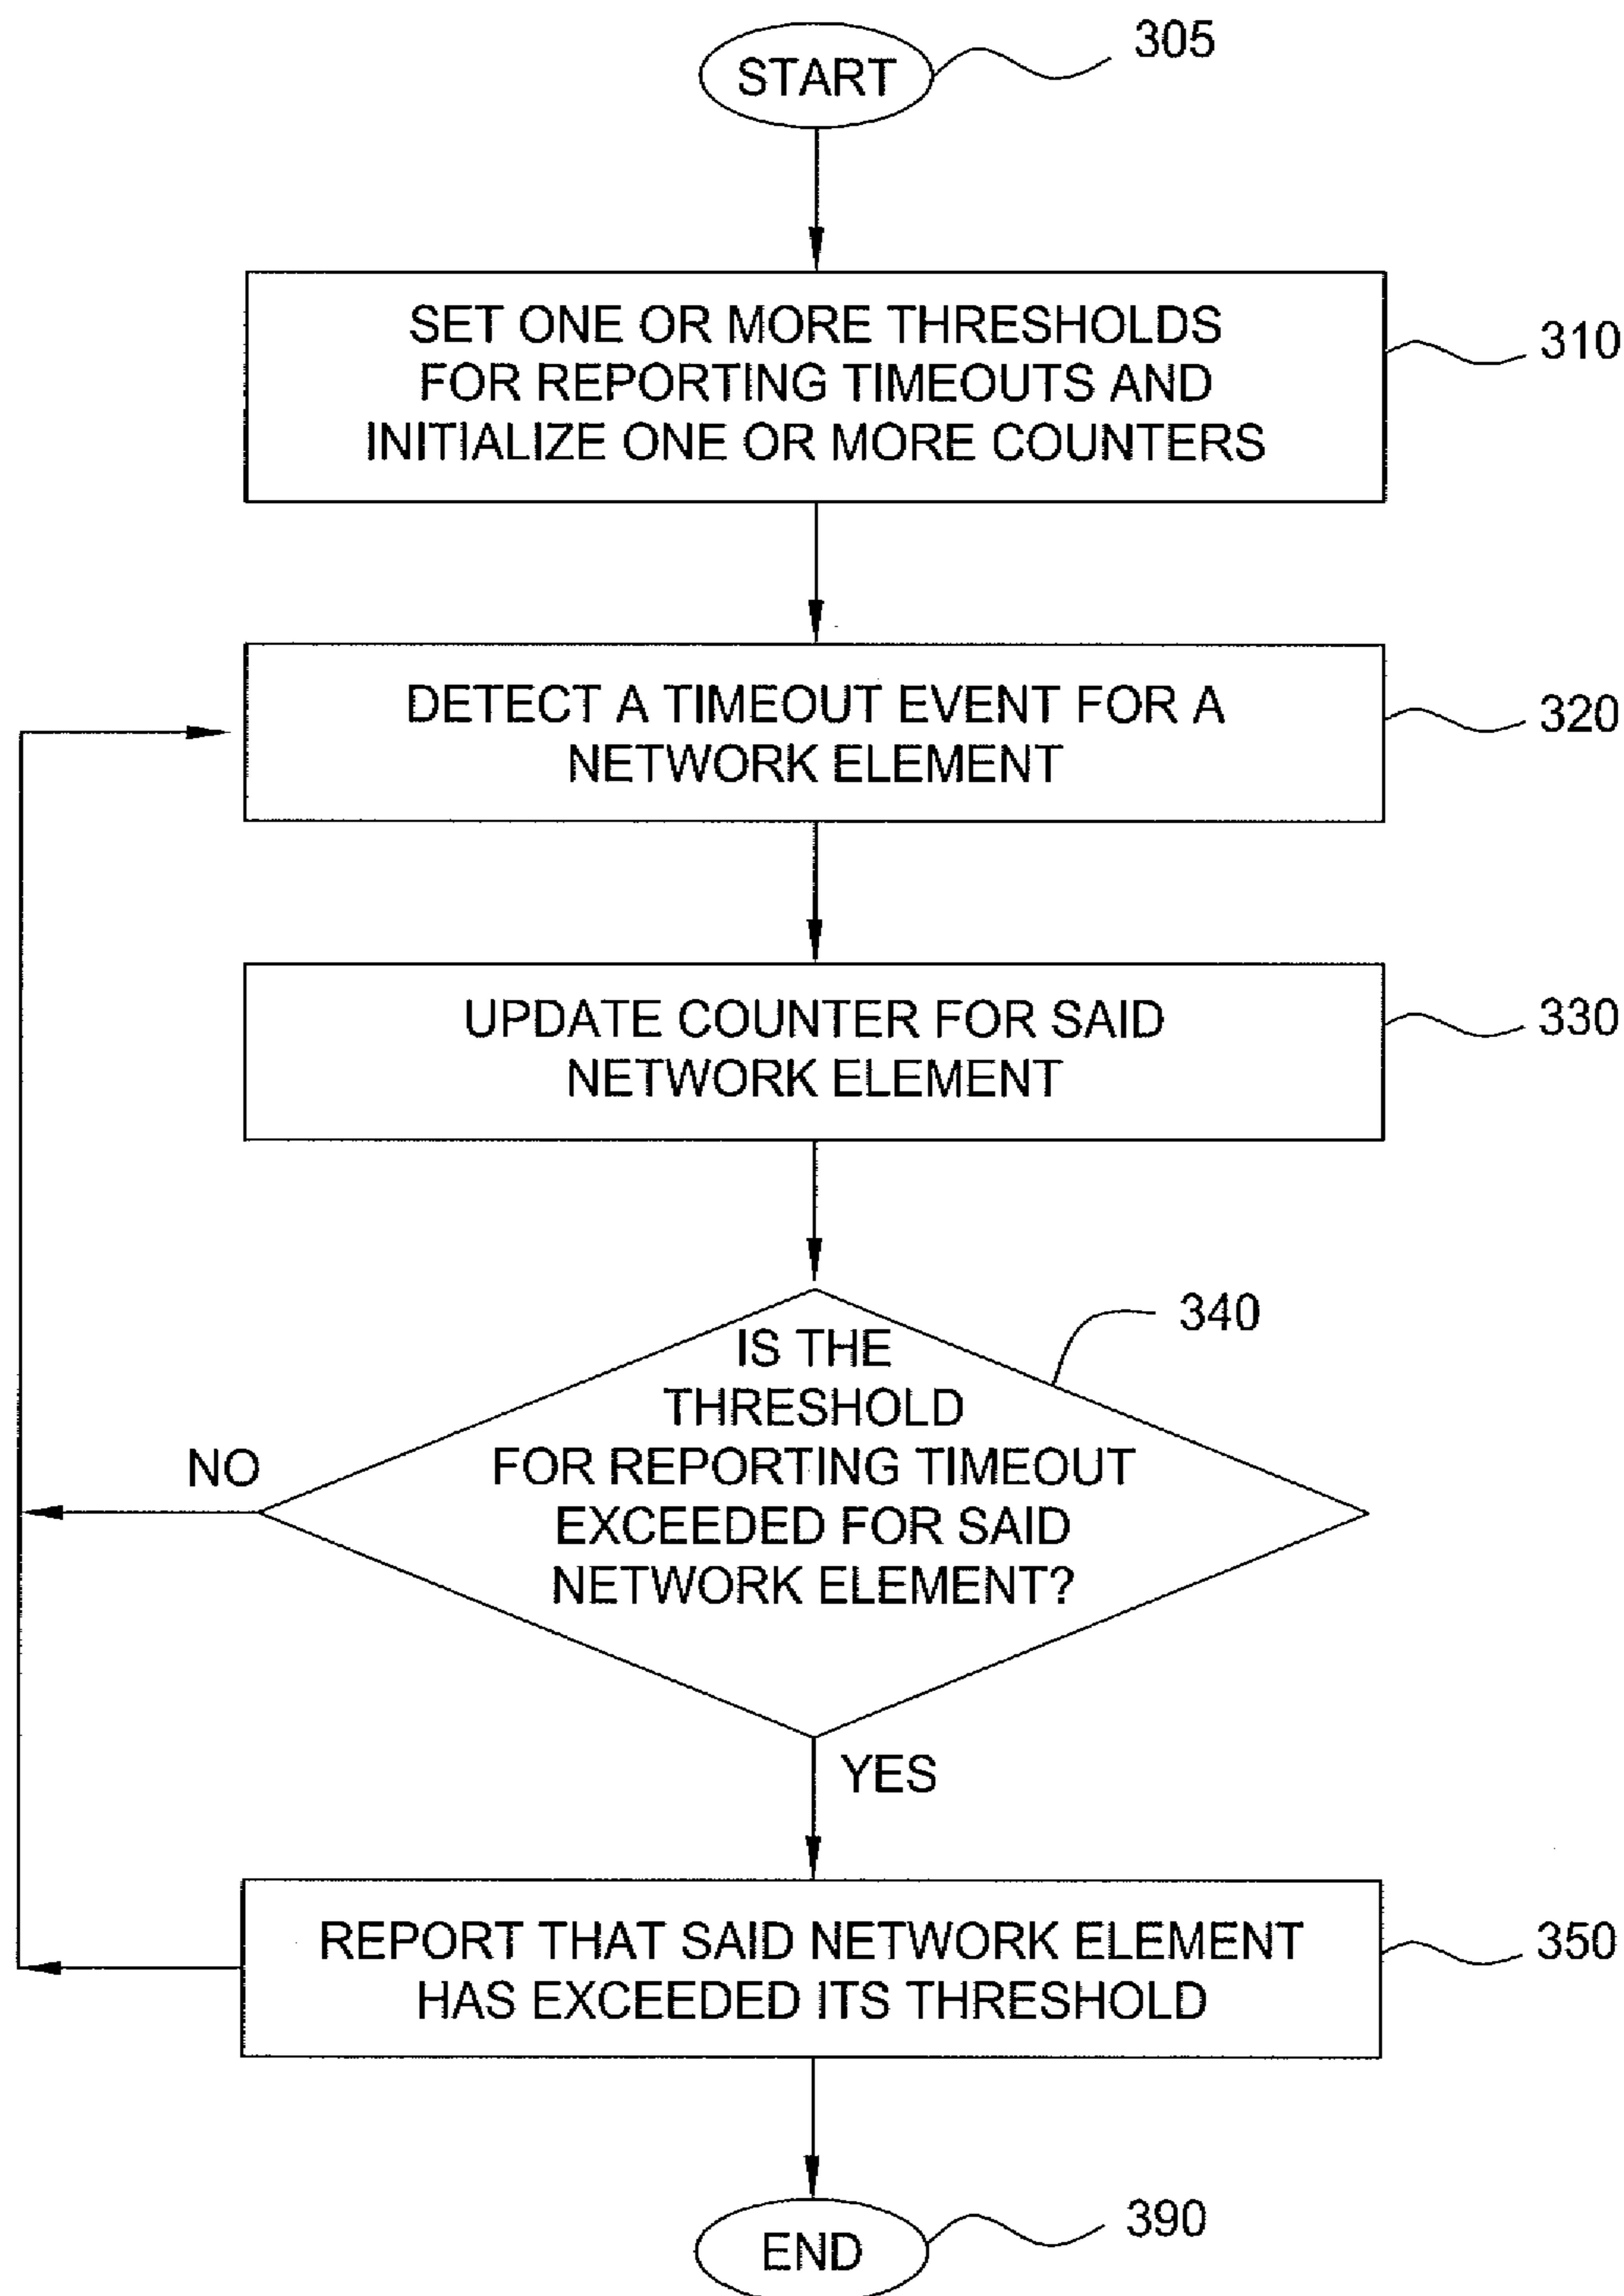 START
305
SET ONE OR MORE THRESHOLDS
FOR REPORTING TIMEOUTS AND
INITIALIZE ONE OR MORE COUNTERS
310
DETECT A TIMEOUT EVENT FOR A
NETWORK ELEMENT
320
UPDATE COUNTER FOR SAID
NETWORK ELEMENT
330
340
IS THE
THRESHOLD
FOR REPORTING TIMEOUT
EXCEEDED FOR SAID
NETWORK ELEMENT?
NO
YES
REPORT THAT SAID NETWORK ELEMENT
HAS EXCEEDED ITS THRESHOLD
350
END
390